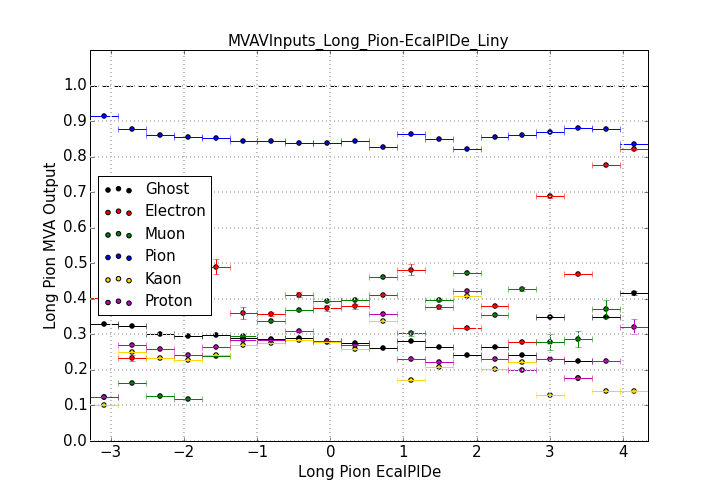 MVAVInputs_Long_Pion-EcalPIDe_Liny
1.0
0.9
0.8
0.7
0.6
0.5
0.4
0.3
0.2
0.1
0.0
Long Pion MVA Output
Ghost
Electron
Muon
Pion
Kaon
Proton
−3 −2 −1 0 1 2 3 4
Long Pion EcalPIDe